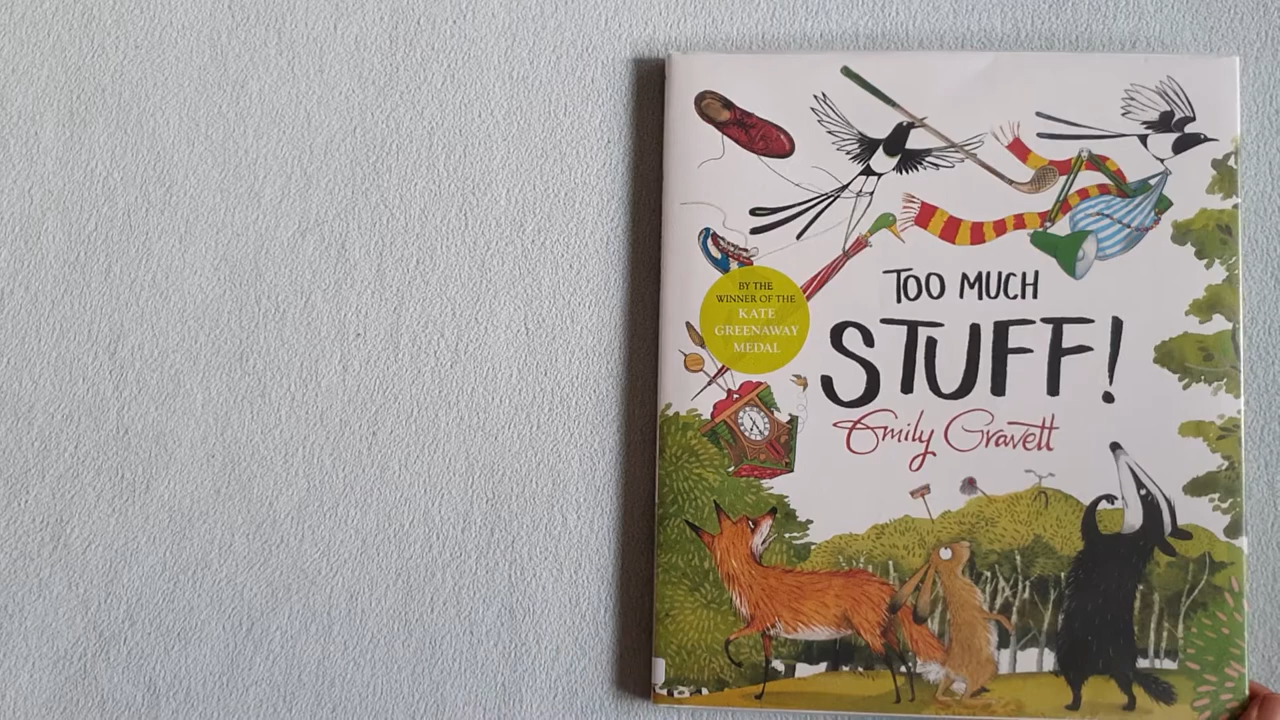 TOO MUCH
STUFF!
Emily Gravett
BY THE
WINNER OF THE
KATE
GREENAWAY
MEDAL